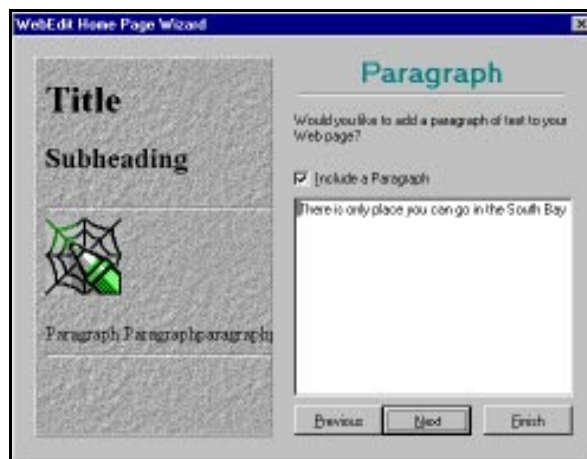 WebEdit Home Page Wizard
Title
Subheading
Paragraph Paragraphparagraph
Paragraph
Would you like to add a paragraph of text to your
Web page?
Include a Paragraph
There is only place you can go in the South Bay
Previous
Next
Finish